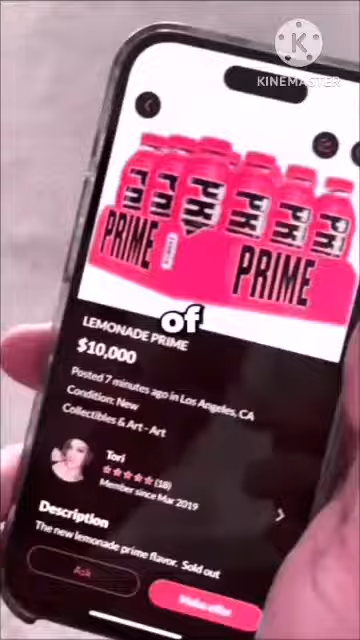 K
KINEMASTER
PRIME
PRIME
of
LEMONADE PRIME
$10,000
Posted 7 minutes ago in Los Angeles, CA
Condition: New
Collectibles & Art - Art
Tori
(18)
Member since Mar 2019
Description
The new lemonade prime flavor. Sold out
Ask
Make offer